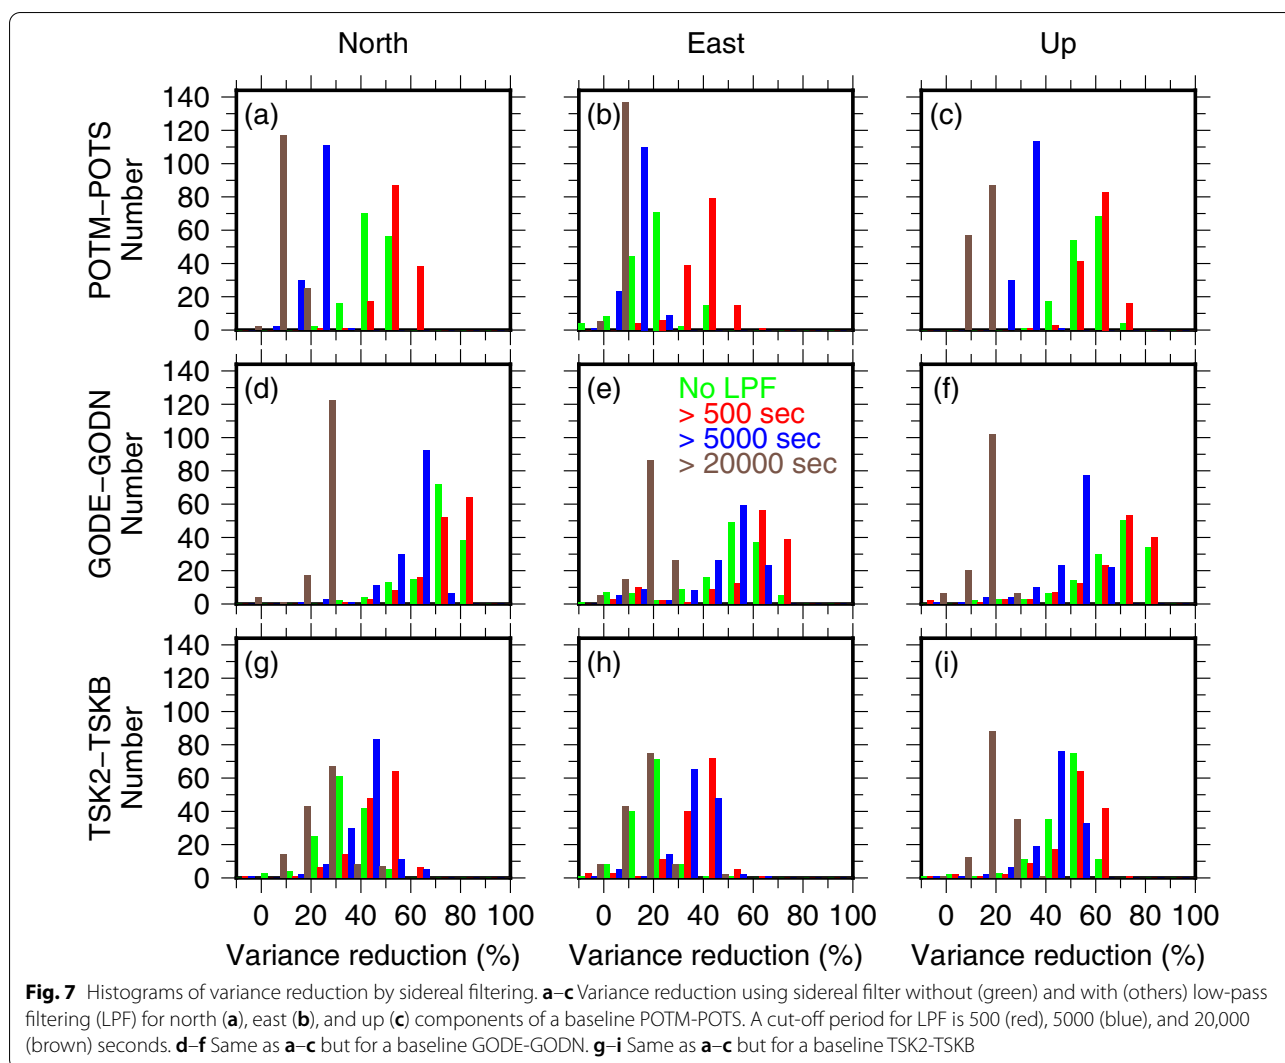 North
East
Up
POTM–POTS
Number
140
120
100
80
60
40
20
0
(a)
(b)
(c)
GODE–GODN
Number
140
120
100
80
60
40
20
0
(d)
(e)
No LPF
> 500 sec
> 5000 sec
> 20000 sec
(f)
TSK2–TSKB
Number
140
120
100
80
60
40
20
0
(g)
(h)
(i)
0 20 40 60 80 100
0 20 40 60 80 100
0 20 40 60 80 100
Variance reduction (%)
Variance reduction (%)
Variance reduction (%)
Fig. 7 Histograms of variance reduction by sidereal filtering. a–c Variance reduction using sidereal filter without (green) and with (others) low-pass
filtering (LPF) for north (a), east (b), and up (c) components of a baseline POTM-POTS. A cut-off period for LPF is 500 (red), 5000 (blue), and 20,000
(brown) seconds. d–f Same as a–c but for a baseline GODE-GODN. g–i Same as a–c but for a baseline TSK2-TSKB